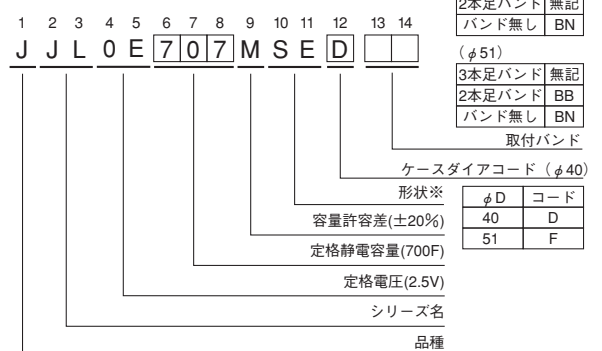 2本足バンド 無記
バンド無し BN
1 2 3 4 5 6 7 8 9 10 11 12 13 14
J J L 0 E 7 0 7 M S E D
(φ51)
3本足バンド 無記
2本足バンド BB
バンド無し BN
取付バンド
ケースダイアコード (φ40)
形状※
φD コード
40 D
51 F
容量許容差(±20%)
定格静電容量(700F)
定格電圧(2.5V)
シリーズ名
品種